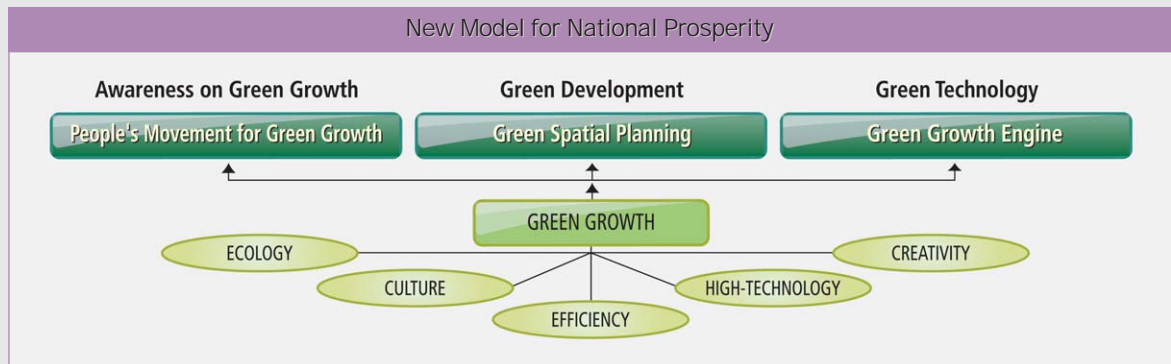 New Model for National Prosperity
Awareness on Green Growth
Green Development
Green Technology
People's Movement for Green Growth
Green Spatial Planning
Green Growth Engine
GREEN GROWTH
ECOLOGY
CREATIVITY
CULTURE
HIGH-TECHNOLOGY
EFFICIENCY